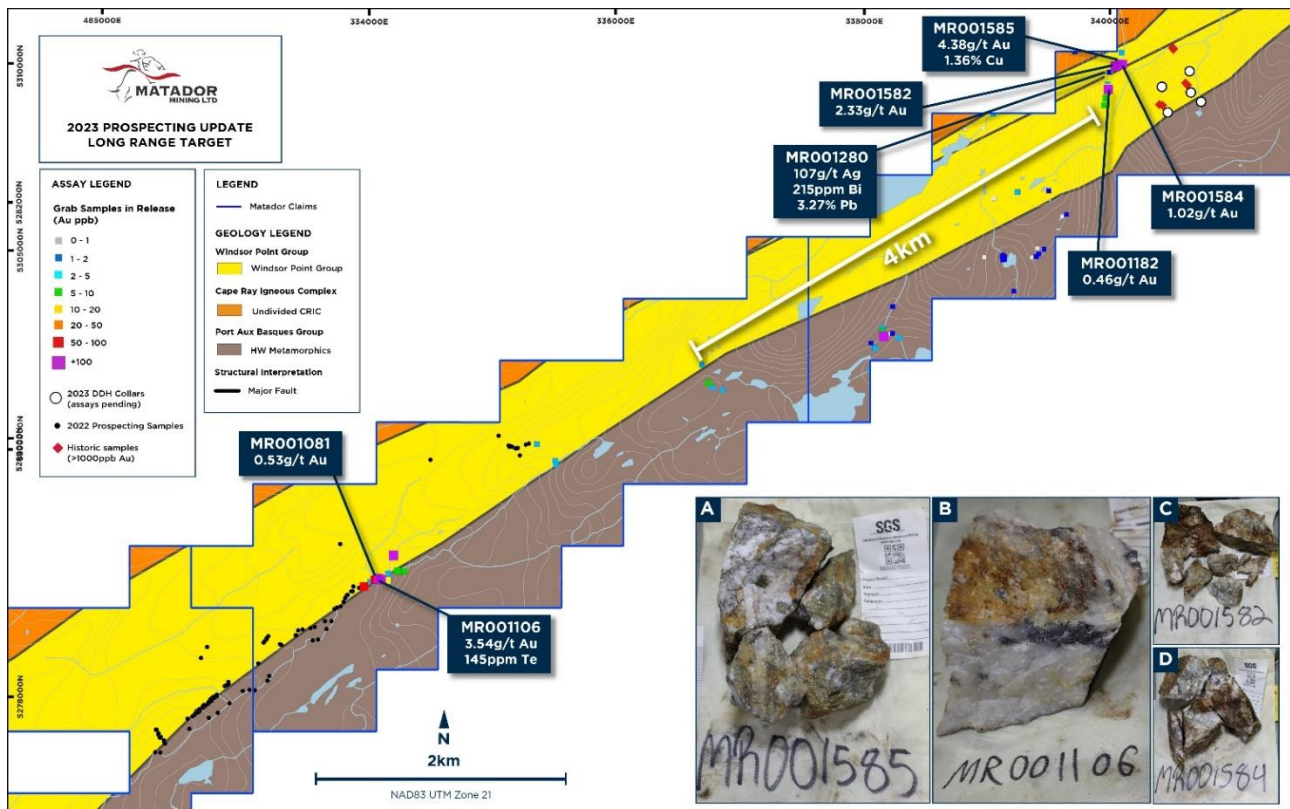 485000E
334000E
336000E
338000E
340000E
5310000N
5282000N
5305000N
5278000N
MATADOR
MINING LTD
2023 PROSPECTING UPDATE
LONG RANGE TARGET
ASSAY LEGEND
Grab Samples in Release
(Au ppb)
0 - 1
1 - 2
2 - 5
5 - 10
10 - 20
20 - 50
50 - 100
+100
2023 DDH Collars
(assays pending)
2022 Prospecting Samples
Historic samples
(>1000ppb Au)
LEGEND
Matador Claims
GEOLOGY LEGEND
Windsor Point Group
Windsor Point Group
Cape Ray Igneous Complex
Undivided CRIC
Port Aux Basques Group
HW Metamorphics
Structural Interpretation
Major Fault
MR001585
4.38g/t Au
1.36% Cu
MR001582
2.33g/t Au
MR001280
107g/t Ag
215ppm Bi
3.27% Pb
MR001584
1.02g/t Au
MR001182
0.46g/t Au
4km
MR001081
0.53g/t Au
MR001106
3.54g/t Au
145ppm Te
N
2km
NAD83 UTM Zone 21
A
SGS
MR001585
B
MR001106
C
MR001582
D
MR001584